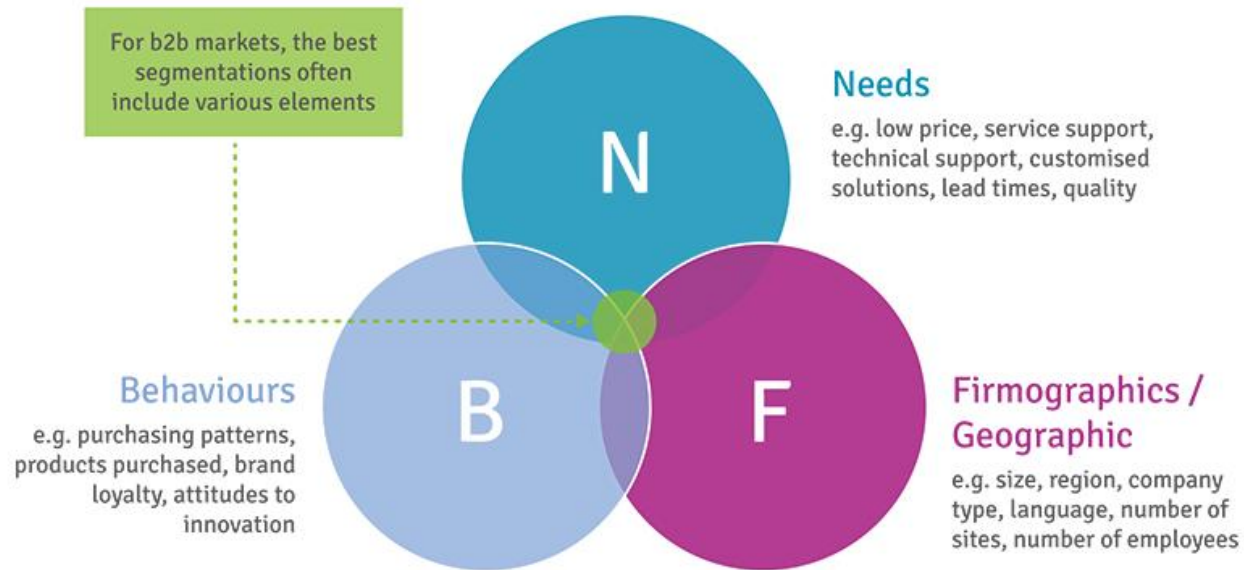 For b2b markets, the best
segmentations often
include various elements
N
Needs
e.g. low price, service support,
technical support, customised
solutions, lead times, quality
Behaviours
e.g. purchasing patterns,
products purchased, brand
loyalty, attitudes to
innovation
B
F
Firmographics /
Geographic
e.g. size, region, company
type, language, number of
sites, number of employees